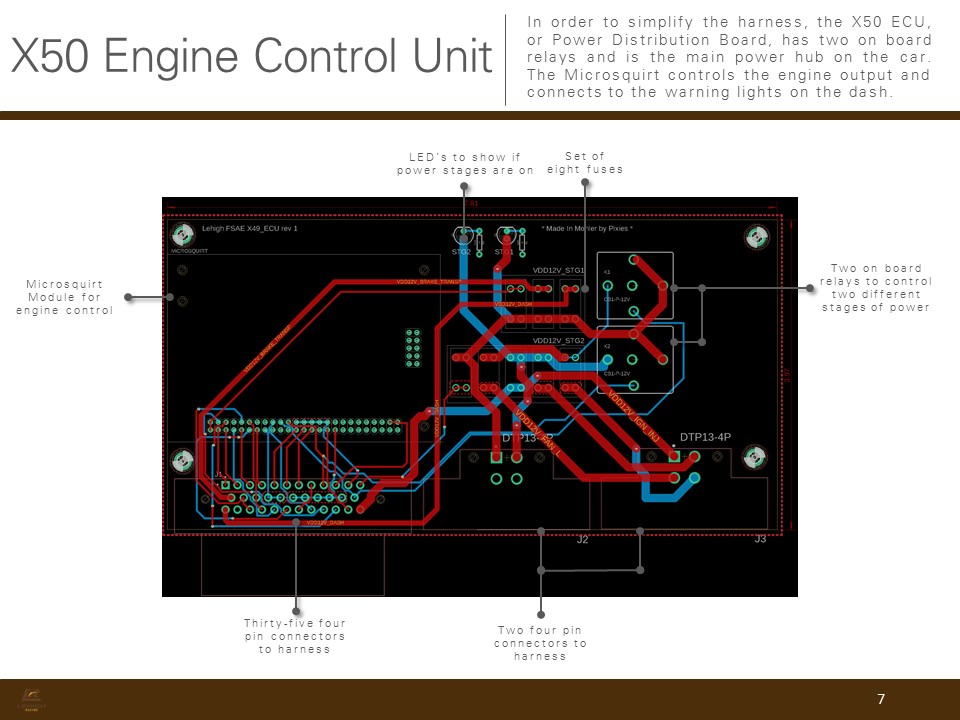 X50 Engine Control Unit
In order to simplify the harness, the X50 ECU,
or Power Distribution Board, has two on board
relays and is the main power hub on the car.
The Microsquirt controls the engine output and
connects to the warning lights on the dash.
LED's to show if
power stages are on
Set of
eight fuses
Lehigh FSAE X49_ECU rev 1
MICROSQUIRT
* Made In Mohler by Pixies *
STG2
STG1
VDD12V_STG1
K1
VDD12V_BRAKE_TRANSP
Microsquirt
Module for
engine control
Two on board
relays to control
two different
stages of power
VDD12V_DASH
VDD12V_STG2
K2
VDD12V_BRAKE_TRANSP
VDD12V_DASH
VDD12V_FAN_L
VDD12V_IGN_INJ
DTP13-4P
DTP13-4P
J1
VDD12V_DASH
J2
J3
Thirty-five four
pin connectors
to harness
Two four pin
connectors to
harness
7